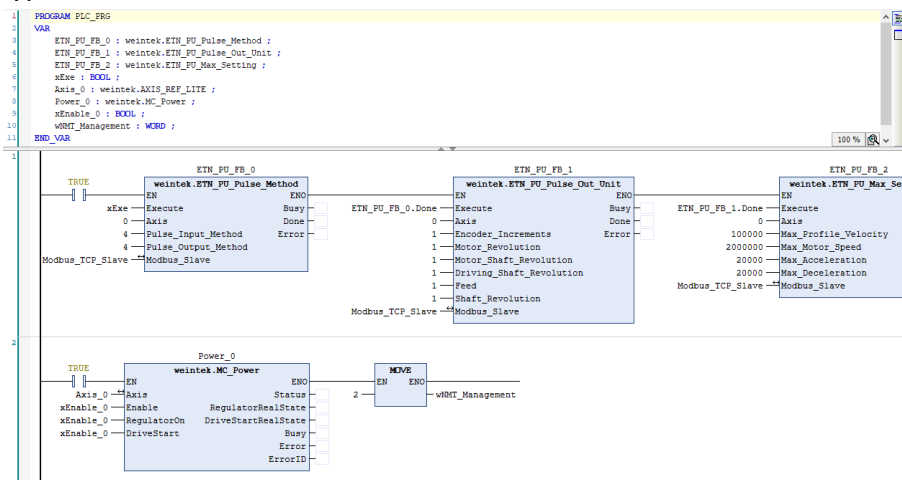 1 PROGRAM PLC_PRG
2 VAR
3 ETN_PU_FB_0 : weintek.ETN_PU_Pulse_Method ;
4 ETN_PU_FB_1 : weintek.ETN_PU_Pulse_Out_Unit ;
5 ETN_PU_FB_2 : weintek.ETN_PU_Max_Setting ;
6 xExe : BOOL ;
7 Axis_0 : weintek.AXIS_REF_LITE ;
8 Power_0 : weintek.MC_Power ;
9 xEnable_0 : BOOL ;
10 wNMT_Management : WORD ;
11 END_VAR
100 %
1
ETN_PU_FB_0 ETN_PU_FB_1 ETN_PU_FB_2
TRUE weintek.ETN_PU_Pulse_Method weintek.ETN_PU_Pulse_Out_Unit weintek.ETN_PU_Max_Se
EN ENO EN ENO EN
xExe Execute Busy ETN_PU_FB_0.Done Execute Busy ETN_PU_FB_1.Done Execute
0 Axis Done 0 Axis Done 0 Axis
4 Pulse_Input_Method Error 1 Encoder_Increments Error 100000 Max_Profile_Velocity
4 Pulse_Output_Method 1 Motor_Revolution 2000000 Max_Motor_Speed
Modbus_TCP_Slave Modbus_Slave 1 Motor_Shaft_Revolution 20000 Max_Acceleration
1 Driving_Shaft_Revolution 20000 Max_Deceleration
1 Feed Modbus_TCP_Slave Modbus_Slave
1 Shaft_Revolution
Modbus_TCP_Slave Modbus_Slave
2
Power_0
TRUE weintek.MC_Power MOVE
EN ENO EN ENO
Axis_0 Axis Status 2 wNMT_Management
xEnable_0 Enable RegulatorRealState
xEnable_0 RegulatorOn DriveStartRealState
xEnable_0 DriveStart Busy
Error
ErrorID